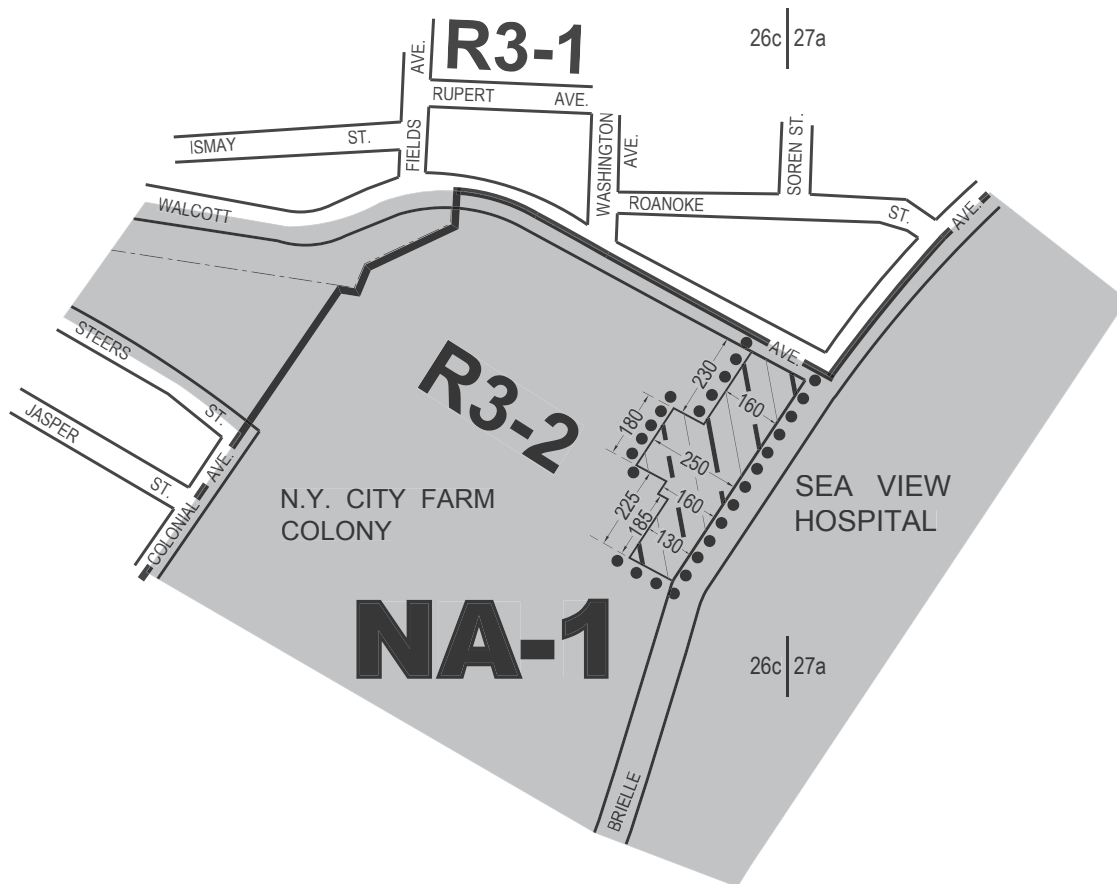 R3-1
26c 27a
AVE.
RUPERT AVE.
ISMAY ST.
FIELDS
WASHINGTON
AVE.
SOREN ST.
WALCOTT
ROANOKE ST.
AVE.
STEERS
ST.
AVE.
R3-2
230
160
180
250
JASPER
ST.
COLONIAL
AVE.
N.Y. CITY FARM
COLONY
225
185
160
130
SEA VIEW
HOSPITAL
NA-1
26c 27a
BRIELLE